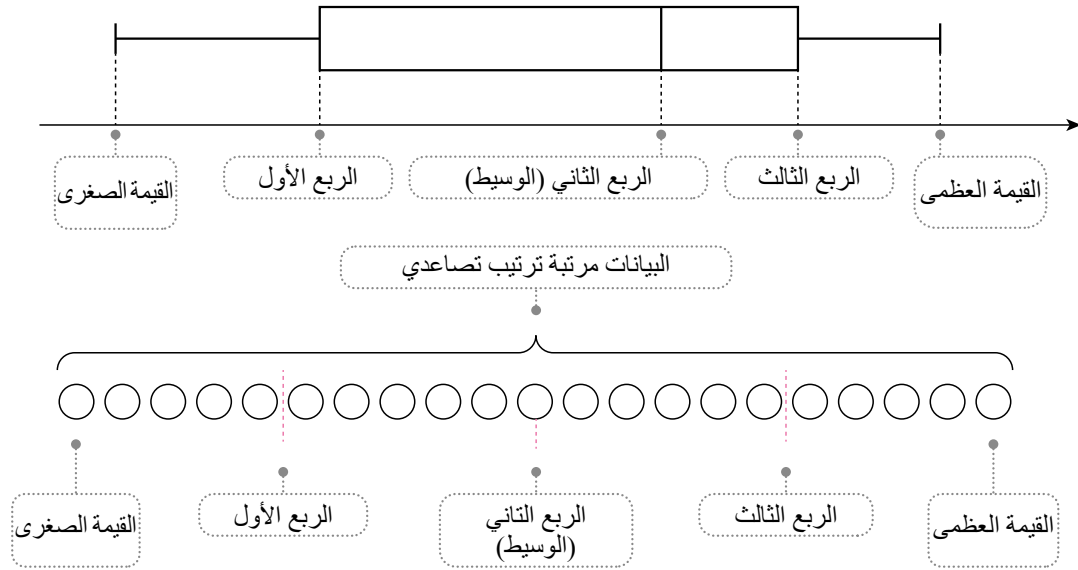 القيمة العظمى
الربع الثالث
الربع الثاني (الوسيط)
الربع الأول
القيمة الصغرى
البيانات مرتبة ترتيب تصاعدي
القيمة العظمى
الربع الثالث
الربع التاني
(الوسيط)
الربع الأول
القيمة الصغرى